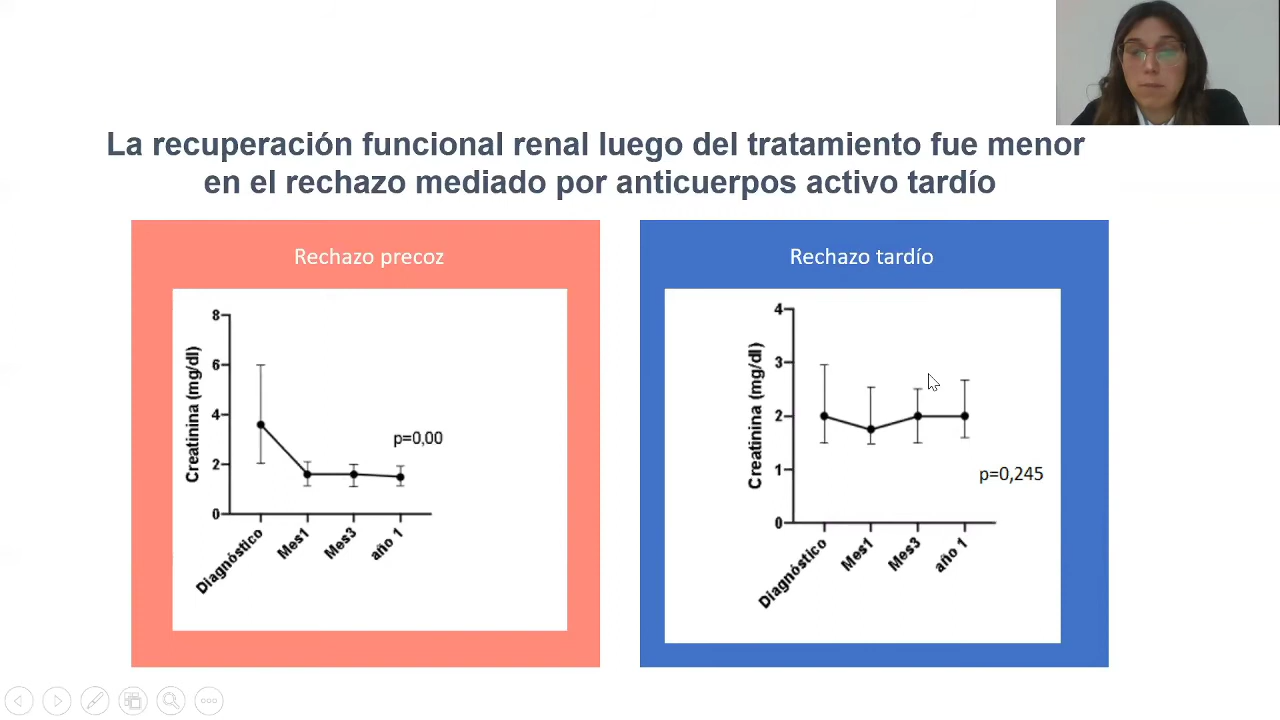 La recuperación funcional renal luego del tratamiento fue menor
en el rechazo mediado por anticuerpos activo tardío
Rechazo precoz
8
6
4
2
0
Creatinina (mg/dl)
p=0,00
Diagnóstico
Mes1
Mes3
año 1
Rechazo tardío
4
3
2
1
0
Creatinina (mg/dl)
p=0,245
Diagnóstico
Mes1
Mes3
año 1